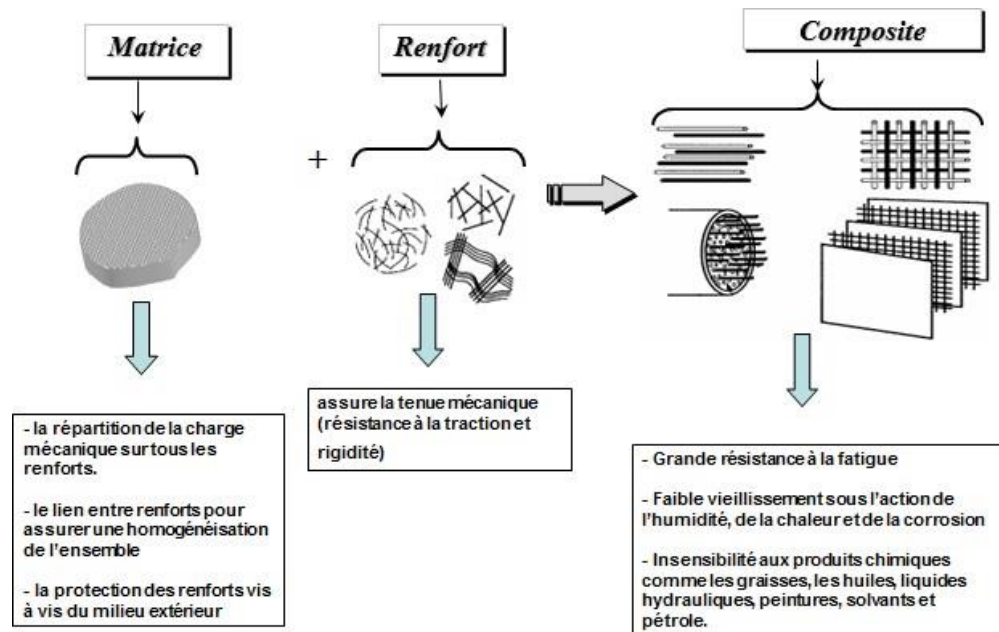 Matrice
Renfort
Composite
+
- la répartition de la charge
mécanique sur tous les
renforts.
- le lien entre renforts pour
assurer une homogénéisation
de l'ensemble
- la protection des renforts vis
à vis du milieu extérieur
assure la tenue mécanique
(résistance à la traction et
rigidité)
- Grande résistance à la fatigue
- Faible vieillissement sous l'action de
l'humidité, de la chaleur et de la corrosion
- Insensibilité aux produits chimiques
comme les graisses, les huiles, liquides
hydrauliques, peintures, solvants et
pétrole.